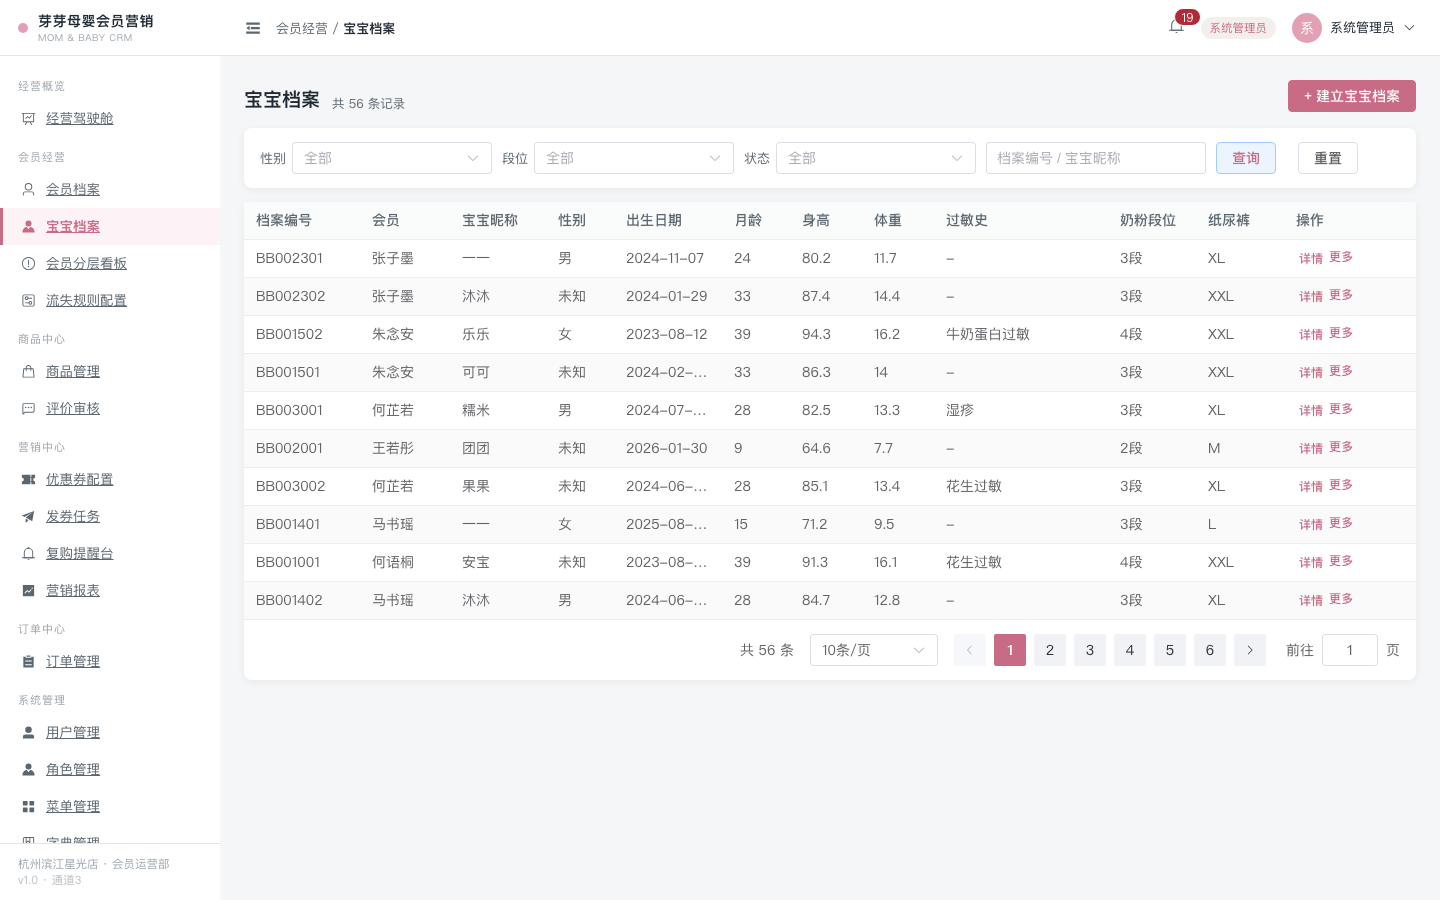 芽芽母婴会员营销
MOM & BABY CRM
会员经营 / 宝宝档案
19
系统管理员
系
系统管理员
经营概览
经营驾驶舱
会员经营
会员档案
宝宝档案
会员分层看板
流失规则配置
商品中心
商品管理
评价审核
营销中心
优惠券配置
发券任务
复购提醒台
营销报表
订单中心
订单管理
系统管理
用户管理
角色管理
菜单管理
字典管理
杭州滨江星光店 · 会员运营部
v1.0 · 通道3
宝宝档案 共 56 条记录
+ 建立宝宝档案
性别 全部 段位 全部 状态 全部 档案编号 / 宝宝昵称 查询 重置
档案编号 会员 宝宝昵称 性别 出生日期 月龄 身高 体重 过敏史 奶粉段位 纸尿裤 操作
BB002301 张子墨 一一 男 2024-11-07 24 80.2 11.7 - 3段 XL 详情 更多
BB002302 张子墨 沐沐 未知 2024-01-29 33 87.4 14.4 - 3段 XXL 详情 更多
BB001502 朱念安 乐乐 女 2023-08-12 39 94.3 16.2 牛奶蛋白过敏 4段 XXL 详情 更多
BB001501 朱念安 可可 未知 2024-02-... 33 86.3 14 - 3段 XXL 详情 更多
BB003001 何芷若 糯米 男 2024-07-... 28 82.5 13.3 湿疹 3段 XL 详情 更多
BB002001 王若彤 团团 未知 2026-01-30 9 64.6 7.7 - 2段 M 详情 更多
BB003002 何芷若 果果 未知 2024-06-... 28 85.1 13.4 花生过敏 3段 XL 详情 更多
BB001401 马书瑶 一一 女 2025-08-... 15 71.2 9.5 - 3段 L 详情 更多
BB001001 何语桐 安宝 未知 2023-08-... 39 91.3 16.1 花生过敏 4段 XXL 详情 更多
BB001402 马书瑶 沐沐 男 2024-06-... 28 84.7 12.8 - 3段 XL 详情 更多
共 56 条 10条/页 1 2 3 4 5 6 前往 1 页